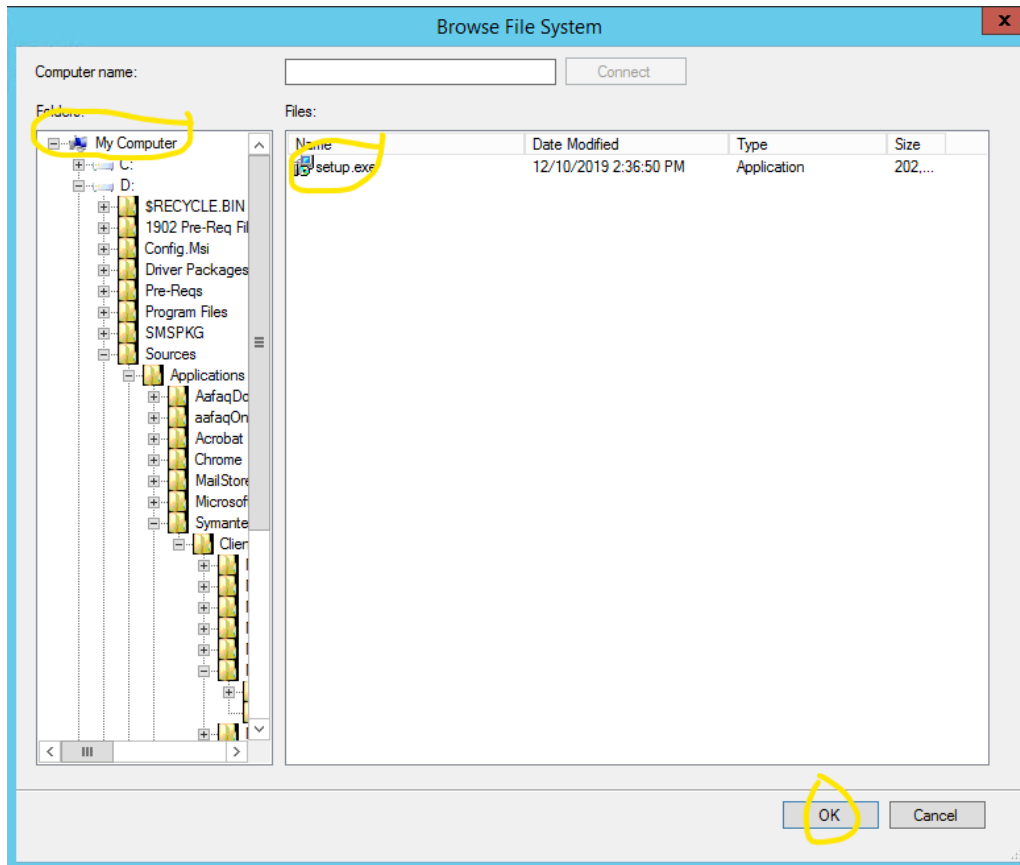 Browse File System
x
Computer name:
Connect
Folders:
Files:
My Computer
C:
D:
$RECYCLE.BIN
1902 Pre-Req Fil
Config.Msi
Driver Packages
Pre-Reqs
Program Files
SMSPKG
Sources
Applications
AafaqDo
aafaqOn
Acrobat
Chrome
MailStore
Microsof
Symante
Clien
Name Date Modified Type Size
setup.exe 12/10/2019 2:36:50 PM Application 202,...
OK Cancel